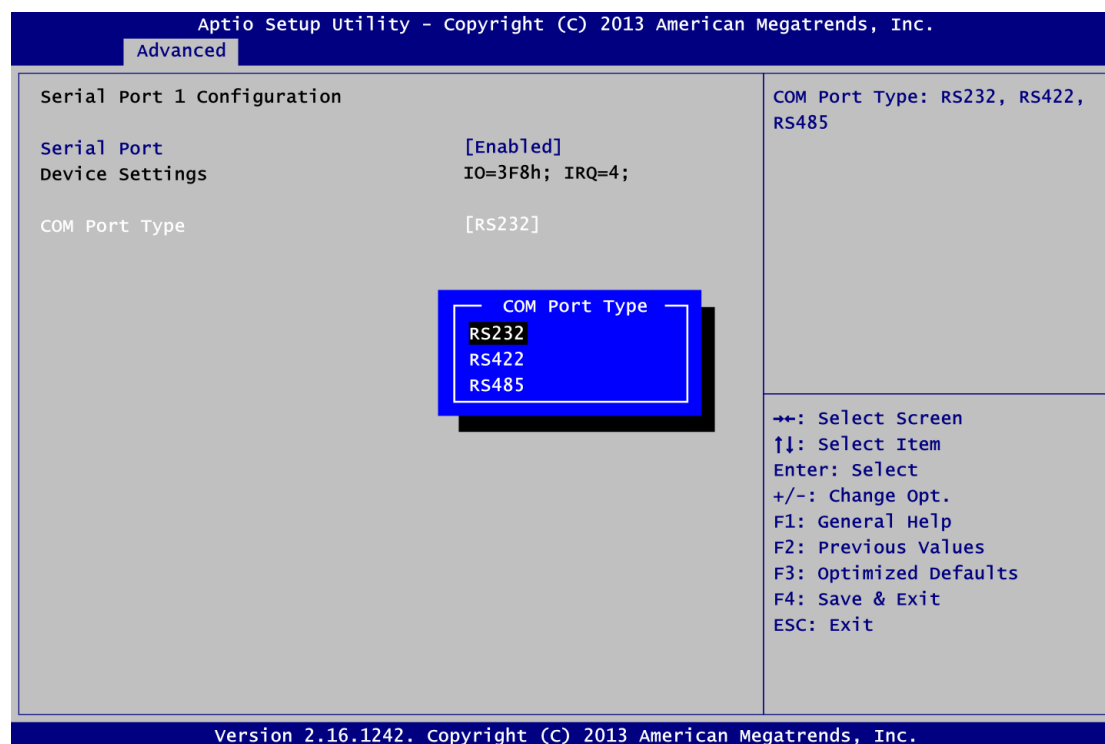 Aptio Setup Utility – Copyright (C) 2013 American Megatrends, Inc.
Advanced
Serial Port 1 Configuration
Serial Port [Enabled]
Device Settings IO=3F8h; IRQ=4;
COM Port Type [RS232]
COM Port Type
RS232
RS422
RS485
COM Port Type: RS232, RS422,
RS485
→←: Select Screen
↑↓: Select Item
Enter: Select
+/-: Change Opt.
F1: General Help
F2: Previous Values
F3: Optimized Defaults
F4: Save & Exit
ESC: Exit
Version 2.16.1242. Copyright (C) 2013 American Megatrends, Inc.